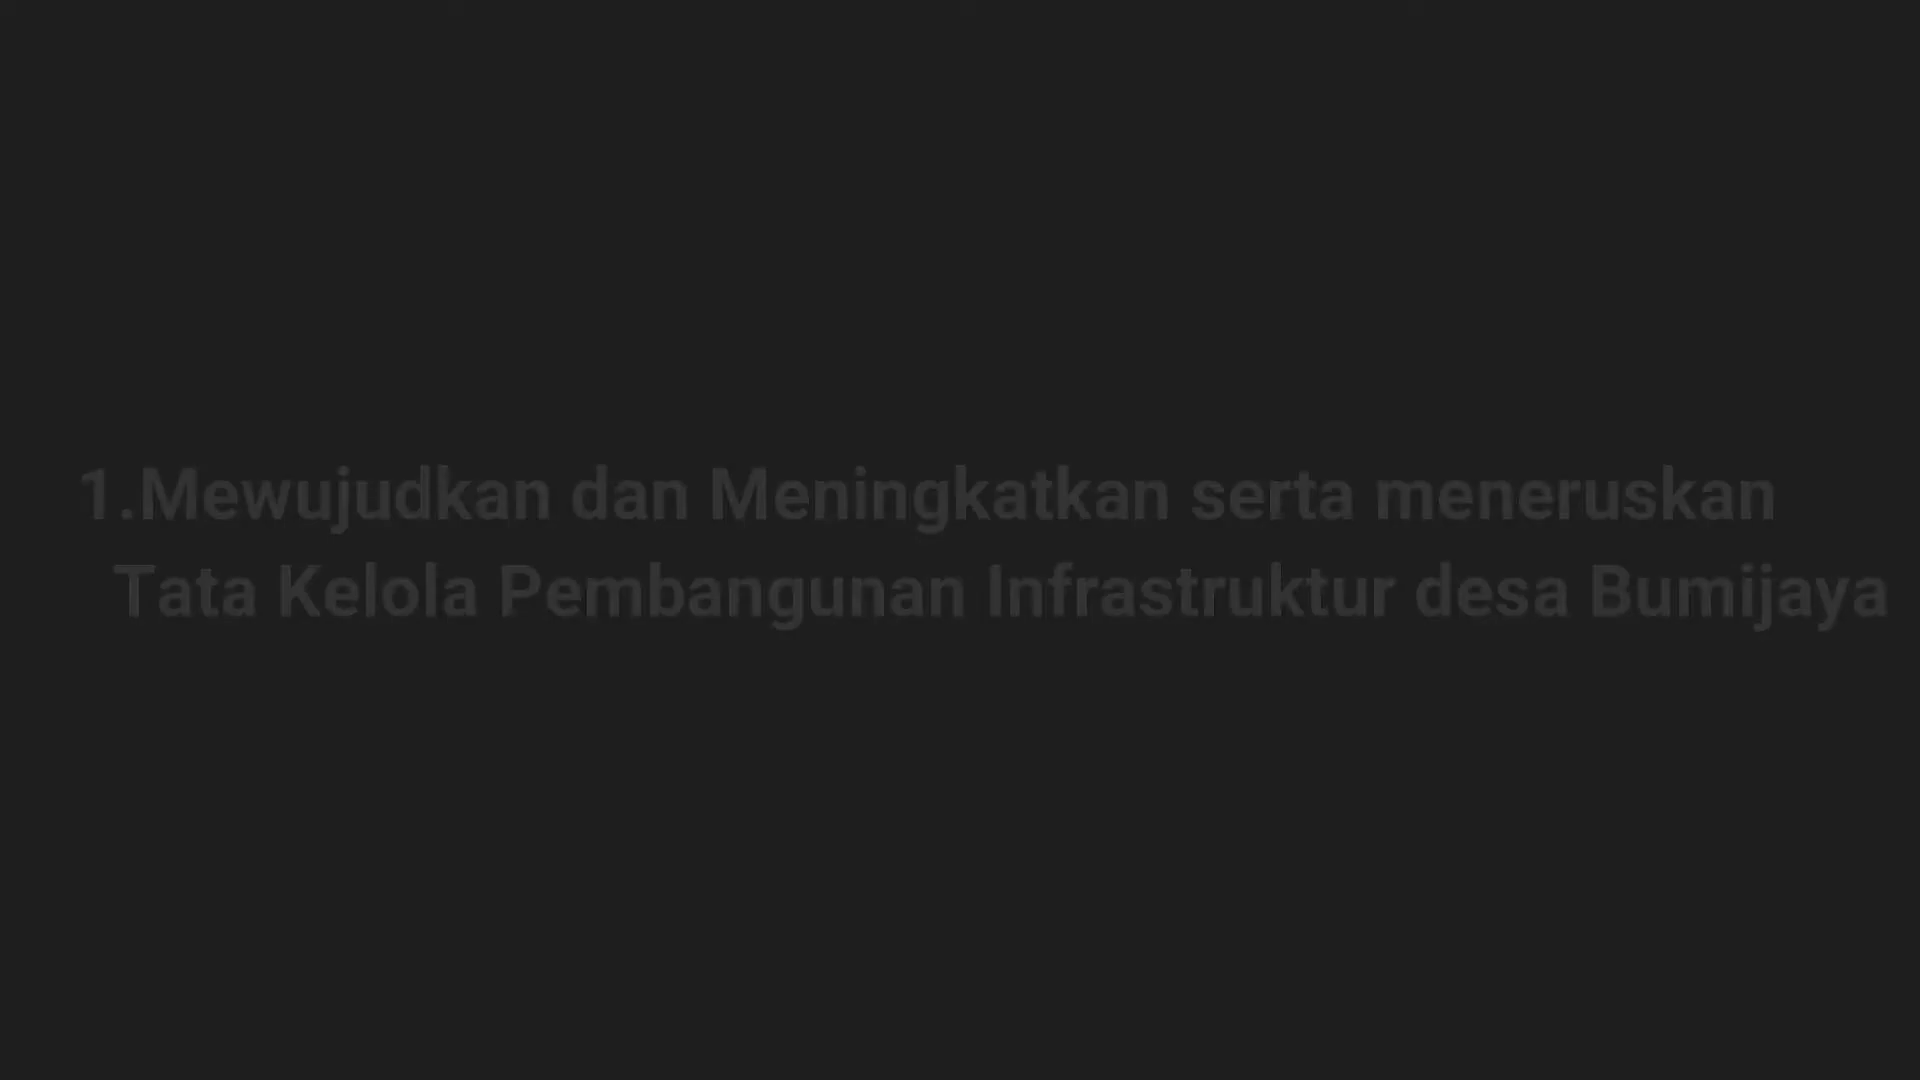 1.Mewujudkan dan Meningkatkan serta meneruskan
Tata Kelola Pembangunan Infrastruktur desa Bumijaya